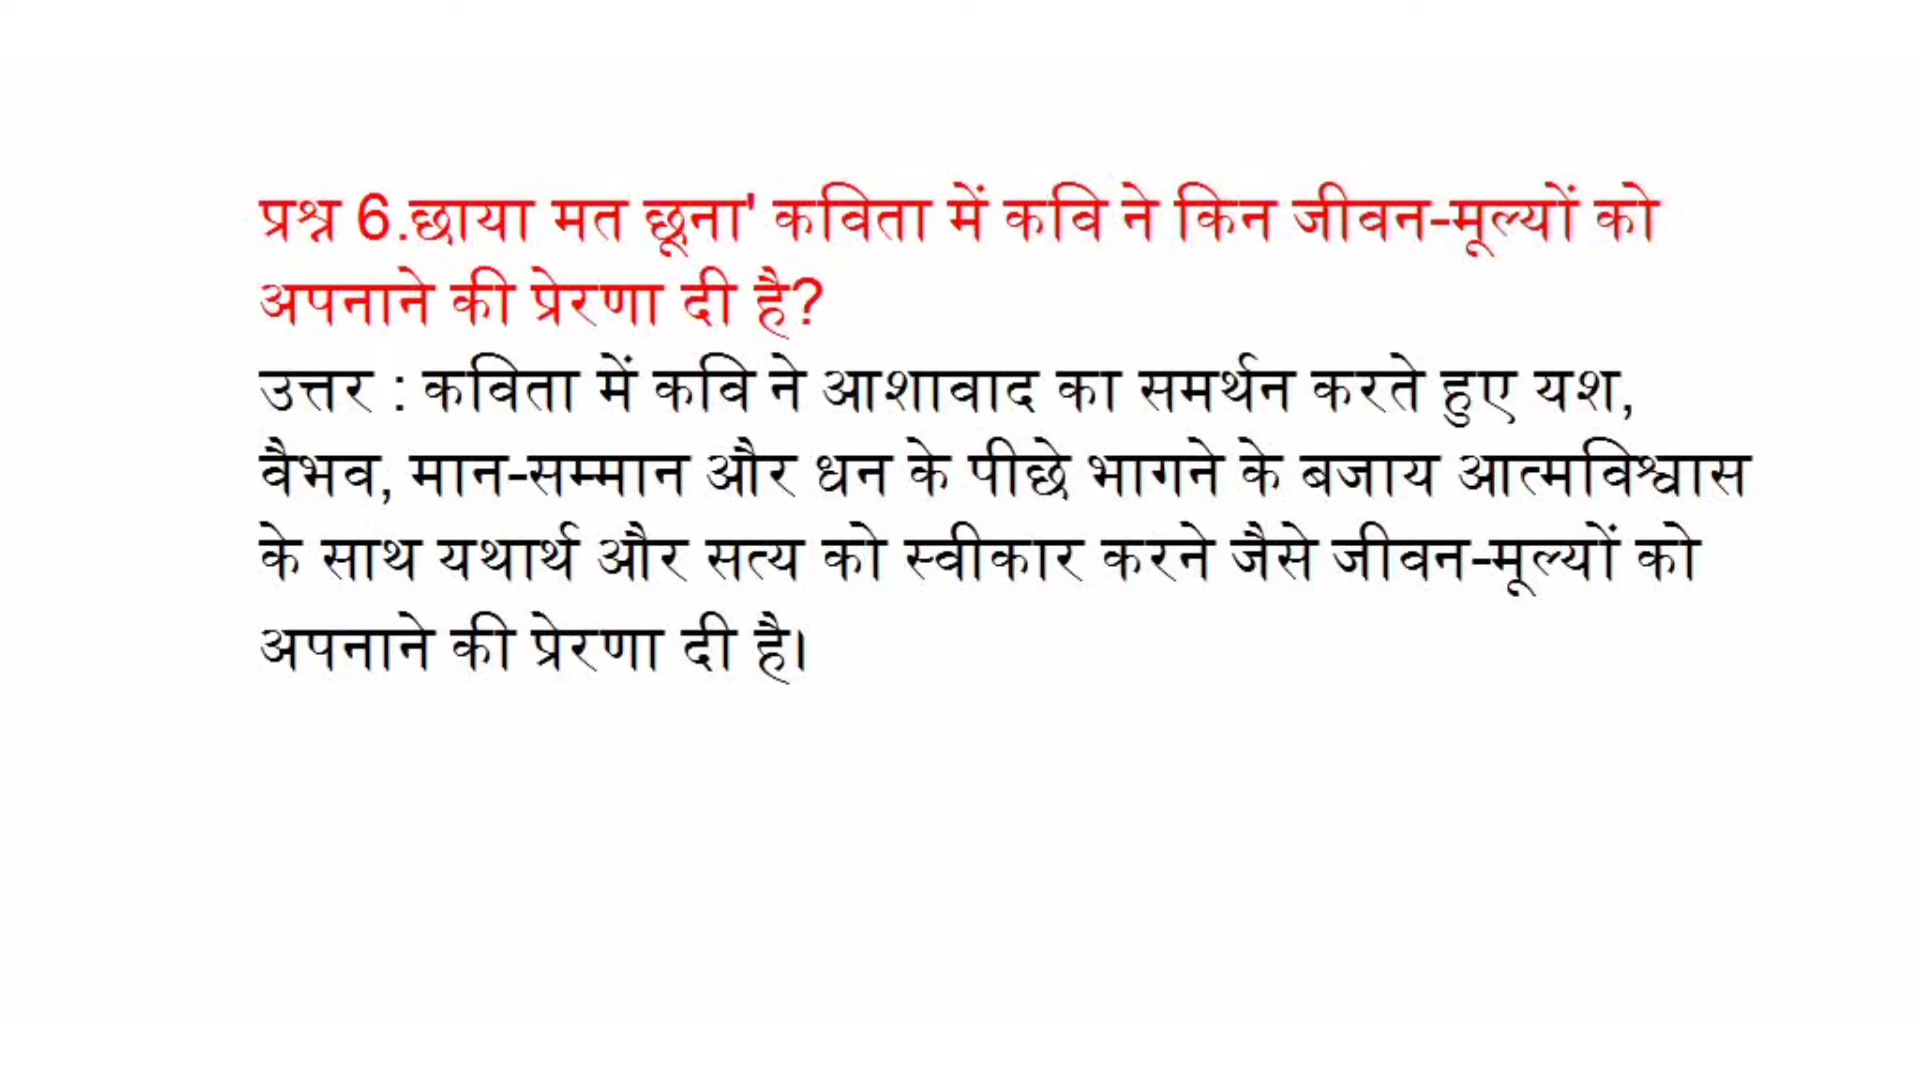 प्रश्न 6.छाया मत छूना' कविता में कवि ने किन जीवन-मूल्यों को
अपनाने की प्रेरणा दी है?
उत्तर : कविता में कवि ने आशावाद का समर्थन करते हुए यश,
वैभव, मान-सम्मान और धन के पीछे भागने के बजाय आत्मविश्वास
के साथ यथार्थ और सत्य को स्वीकार करने जैसे जीवन-मूल्यों को
अपनाने की प्रेरणा दी है।